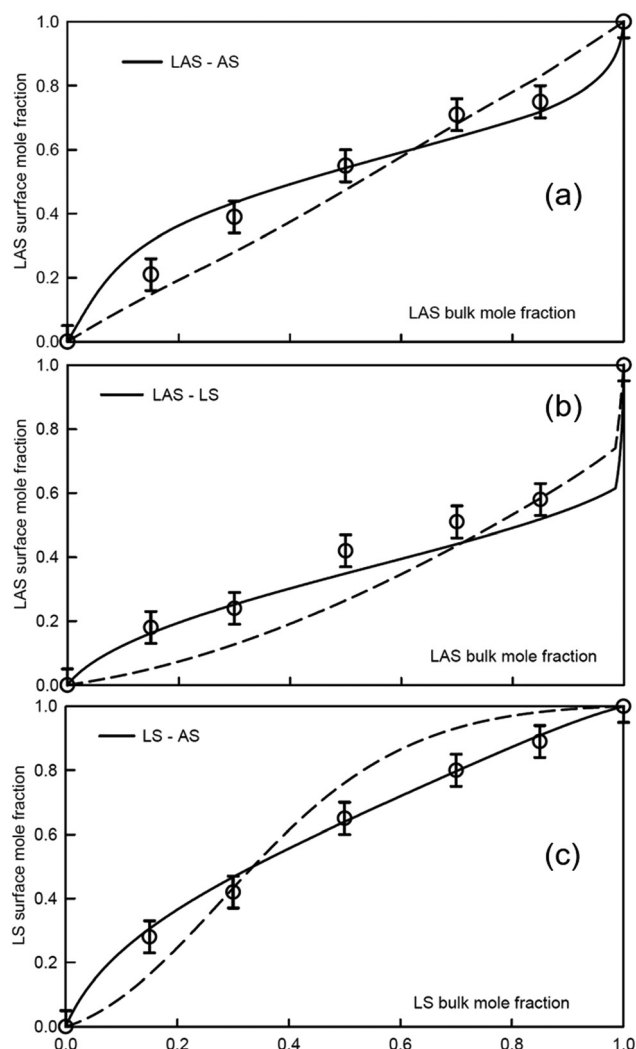 1.0
LAS - AS
0.8
0.6
(a)
LAS surrface mole fraction
0.4
0.2
LAS bulk mole fraction
0.0
1.0
LAS - LS
(b)
0.8
0.6
LAS surface mole fraction
0.4
0.2
LAS bulk mole fraction
0.0
1.0
LS - AS
0.8
0.6
(c)
LS surface mole fraction
0.4
0.2
LS bulk mole fraction
0.0
0.0 0.2 0.4 0.6 0.8 1.0